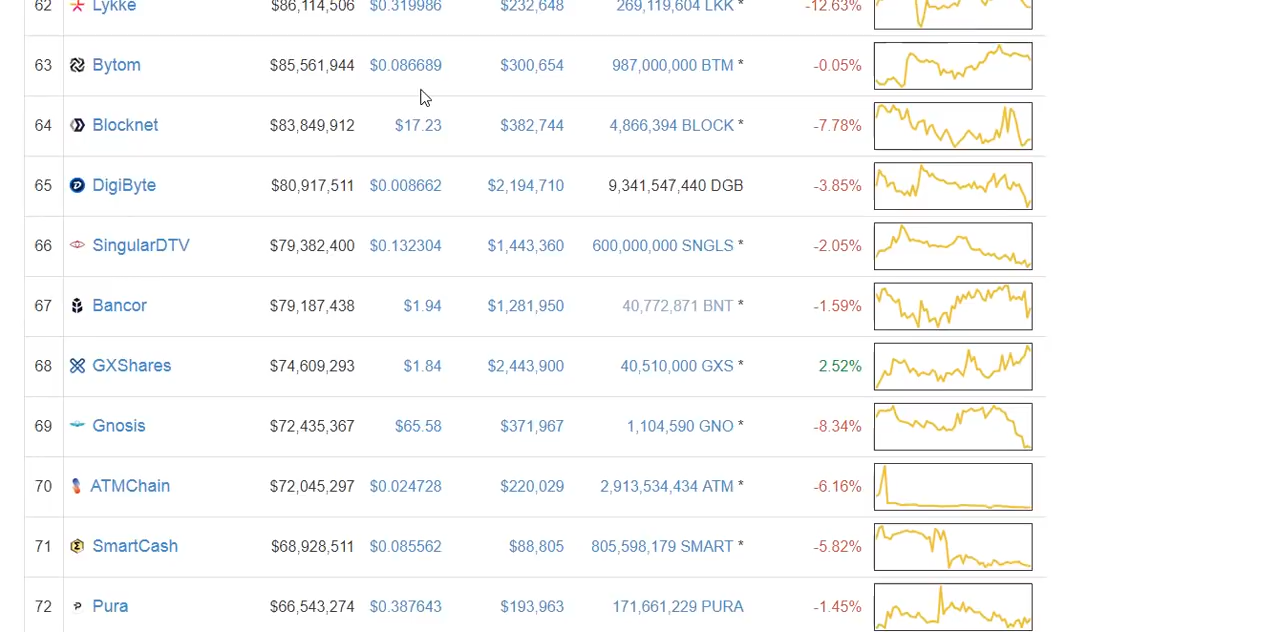 62 Lykke $86,114,506 $0.319986 $232,648 269,119,604 LKK * -12.63%
63 Bytom $85,561,944 $0.086689 $300,654 987,000,000 BTM * -0.05%
64 Blocknet $83,849,912 $17.23 $382,744 4,866,394 BLOCK * -7.78%
65 DigiByte $80,917,511 $0.008662 $2,194,710 9,341,547,440 DGB -3.85%
66 SingularDTV $79,382,400 $0.132304 $1,443,360 600,000,000 SNGLS * -2.05%
67 Bancor $79,187,438 $1.94 $1,281,950 40,772,871 BNT * -1.59%
68 GXShares $74,609,293 $1.84 $2,443,900 40,510,000 GXS * 2.52%
69 Gnosis $72,435,367 $65.58 $371,967 1,104,590 GNO * -8.34%
70 ATMChain $72,045,297 $0.024728 $220,029 2,913,534,434 ATM * -6.16%
71 SmartCash $68,928,511 $0.085562 $88,805 805,598,179 SMART * -5.82%
72 Pura $66,543,274 $0.387643 $193,963 171,661,229 PURA -1.45%